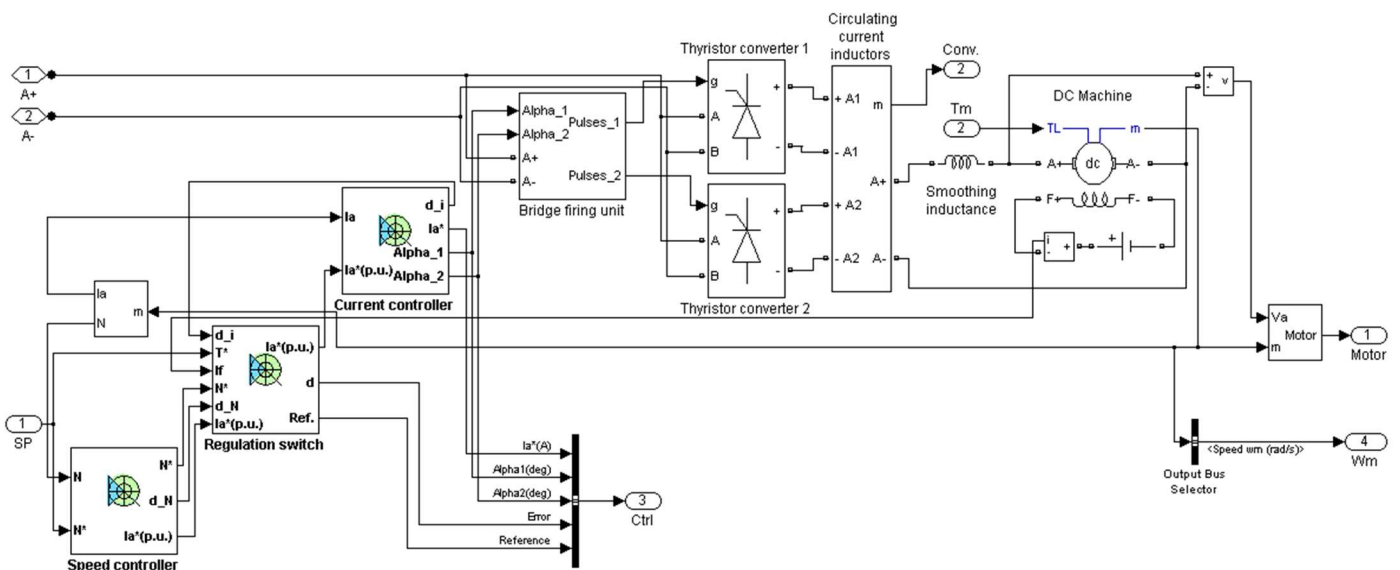 Circulating
current
inductors
Thyristor converter 1
Conv.
2
1
A+
2
A-
g
A
B
+
-
+ A1
- A1
m
A+
+ A2
- A2
A-
Tm
2
DC Machine
TL
m
A+
dc
A-
F+
F-
+
-
v
i
-
+
+
Smoothing
inductance
Alpha_1
Alpha_2
A+
A-
Pulses_1
Pulses_2
Bridge firing unit
g
A
B
+
-
Thyristor converter 2
Ia
Ia*(p.u.)
d_i
Ia*
Alpha_1
Alpha_2
Current controller
Ia
N
m
d_i
T*
If
N*
d_N
Ia*(p.u.)
Ia*(p.u.)
d
Ref.
Regulation switch
1
SP
N
N*
N*
d_N
Ia*(p.u.)
Speed controller
Ia*(A)
Alpha1(deg)
Alpha2(deg)
Error
Reference
3
Ctrl
Va
m
Motor
1
Motor
<Speed wm (rad/s)>
4
Wm
Output Bus
Selector